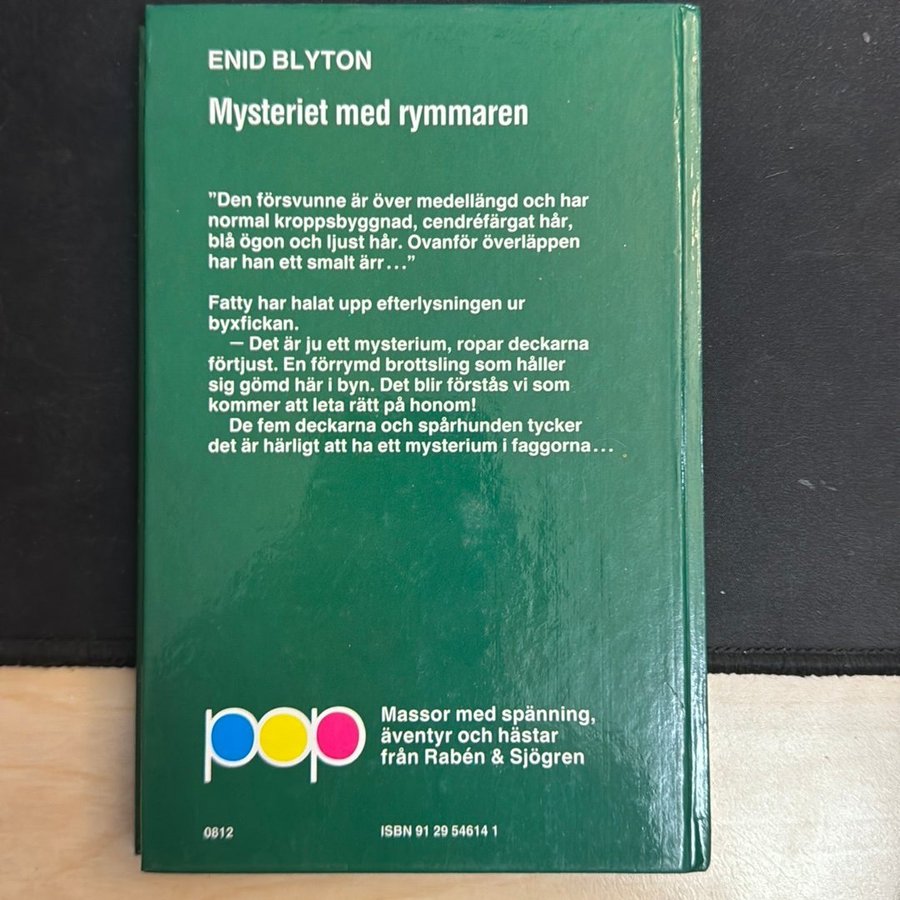 ENID BLYTON
Mysteriet med rymmaren
”Den försvunne är över medellängd och har
normal kroppsbyggnad, cendréfärgat hår,
blå ögon och ljust hår. Ovanför överläppen
har han ett smalt ärr...”
Fatty har halat upp efterlysningen ur
byxfickan.
— Det är ju ett mysterium, ropar deckarna
förtjust. En förrymd brottsling som håller
sig gömd här i byn. Det blir förstås vi som
kommer att leta rätt på honom!
De fem deckarna och spårhunden tycker
det är härligt att ha ett mysterium i faggorna...
pop
Massor med spänning,
äventyr och hästar
från Rabén & Sjögren
0812
ISBN 91 29 54614 1